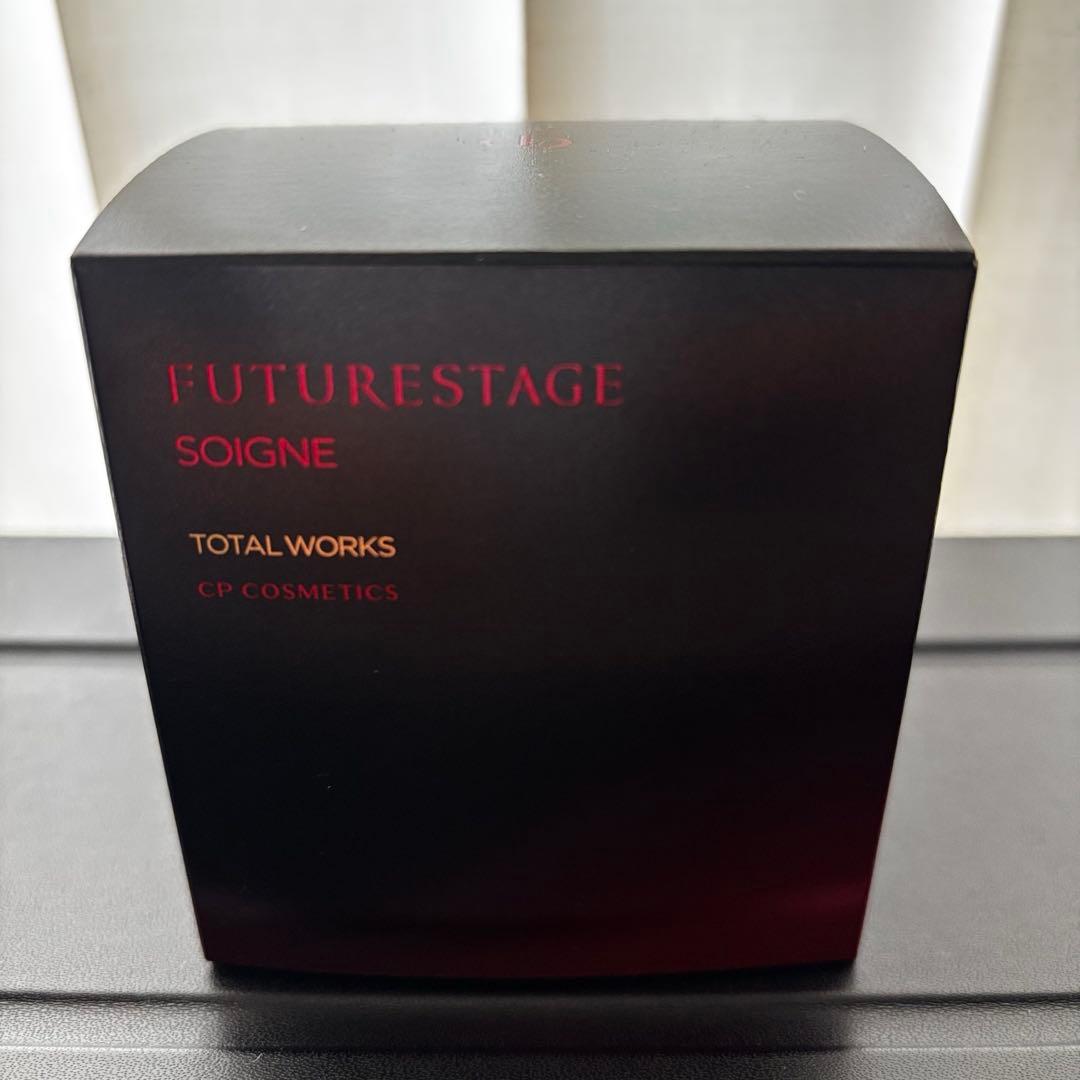 FUTURESTAGE
SOIGNE
TOTAL WORKS
CP COSMETICS